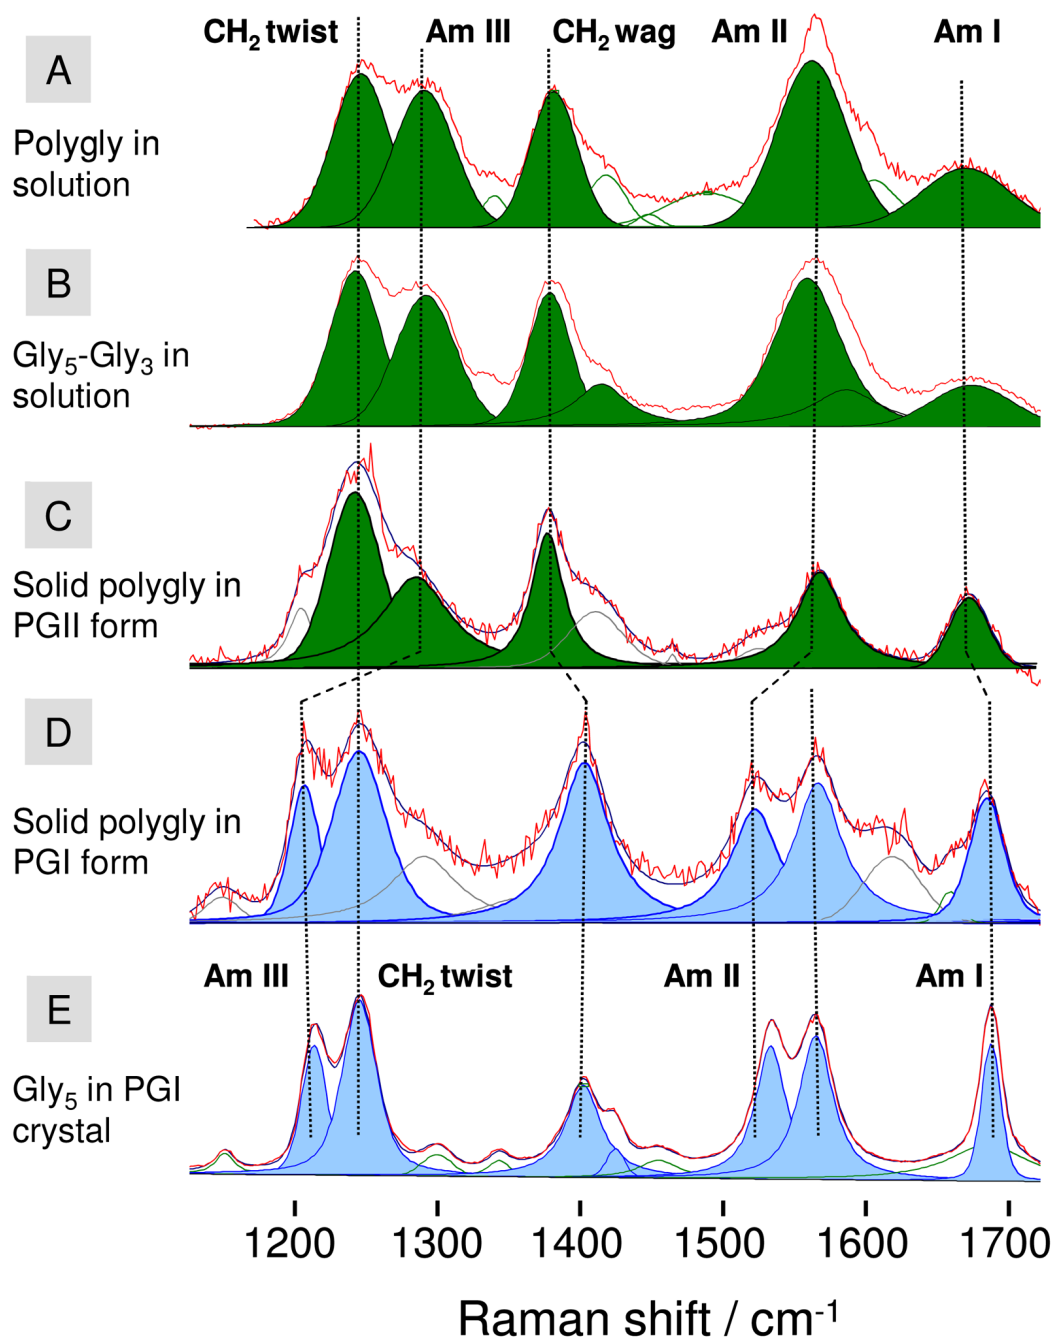 CH2 twist Am III CH2 wag Am II Am I
A
Polygly in
solution
B
Gly5-Gly3 in
solution
C
Solid polygly in
PGII form
D
Solid polygly in
PGI form
Am III CH2 twist Am II Am I
E
Gly5 in PGI
crystal
1200 1300 1400 1500 1600 1700
Raman shift / cm-1